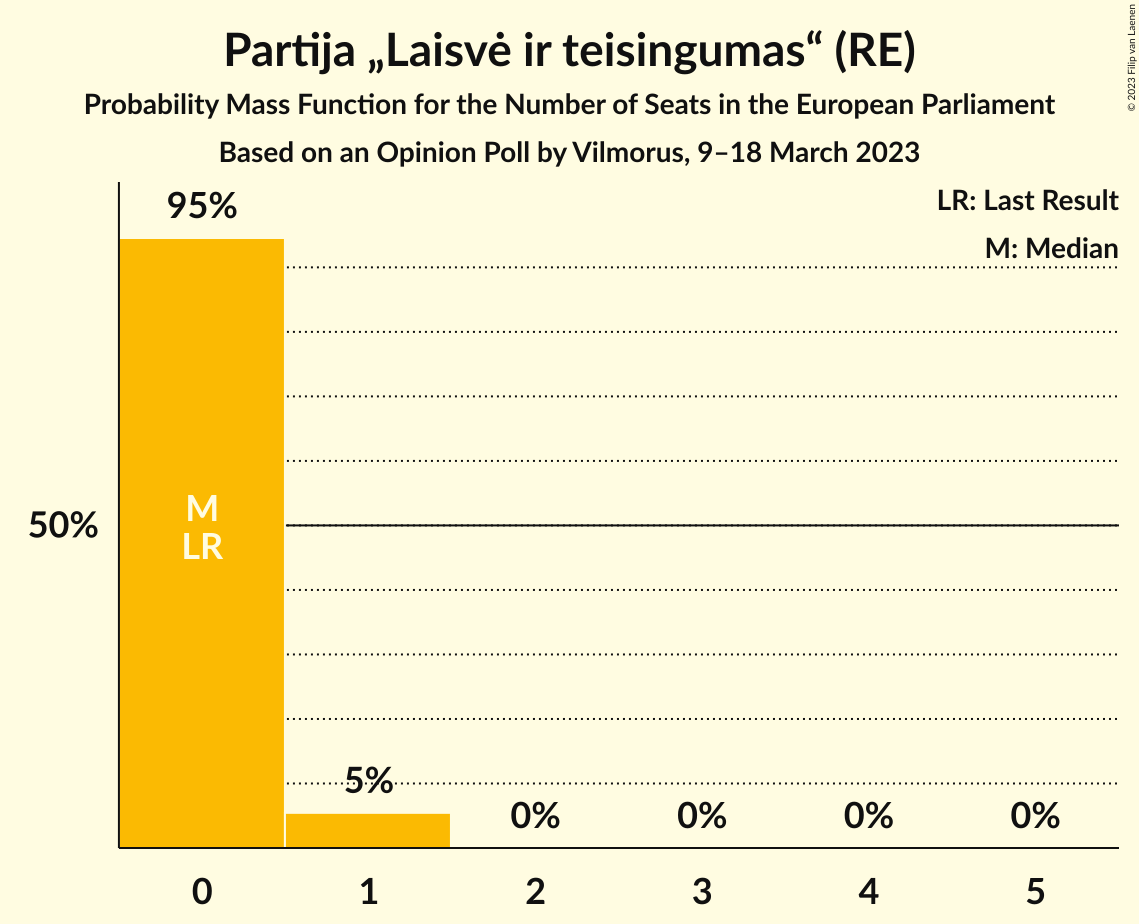 Partija „Laisvė ir teisingumas“ (RE)
Probability Mass Function for the Number of Seats in the European Parliament
Based on an Opinion Poll by Vilmorus, 9–18 March 2023
© 2023 Filip van Laenen
LR: Last Result
M: Median
95%
50%
M
LR
5%
0%
0%
0%
0%
0
1
2
3
4
5